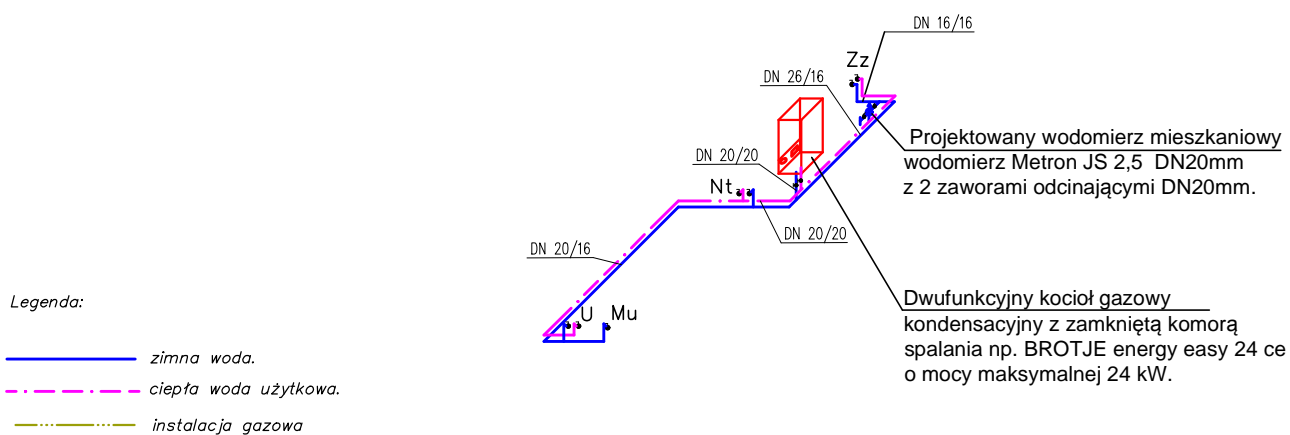 DN 16/16
Zz
DN 26/16
Projektowany wodomierz mieszkaniowy
wodomierz Metron JS 2,5 DN20mm
z 2 zaworami odcinającymi DN20mm.
DN 20/20
Nt
DN 20/20
DN 20/16
Dwufunkcyjny kocioł gazowy
kondensacyjny z zamkniętą komorą
spalania np. BROTJE energy easy 24 ce
o mocy maksymalnej 24 kW.
U
Mu
Legenda:
zimna woda.
ciepła woda użytkowa.
instalacja gazowa